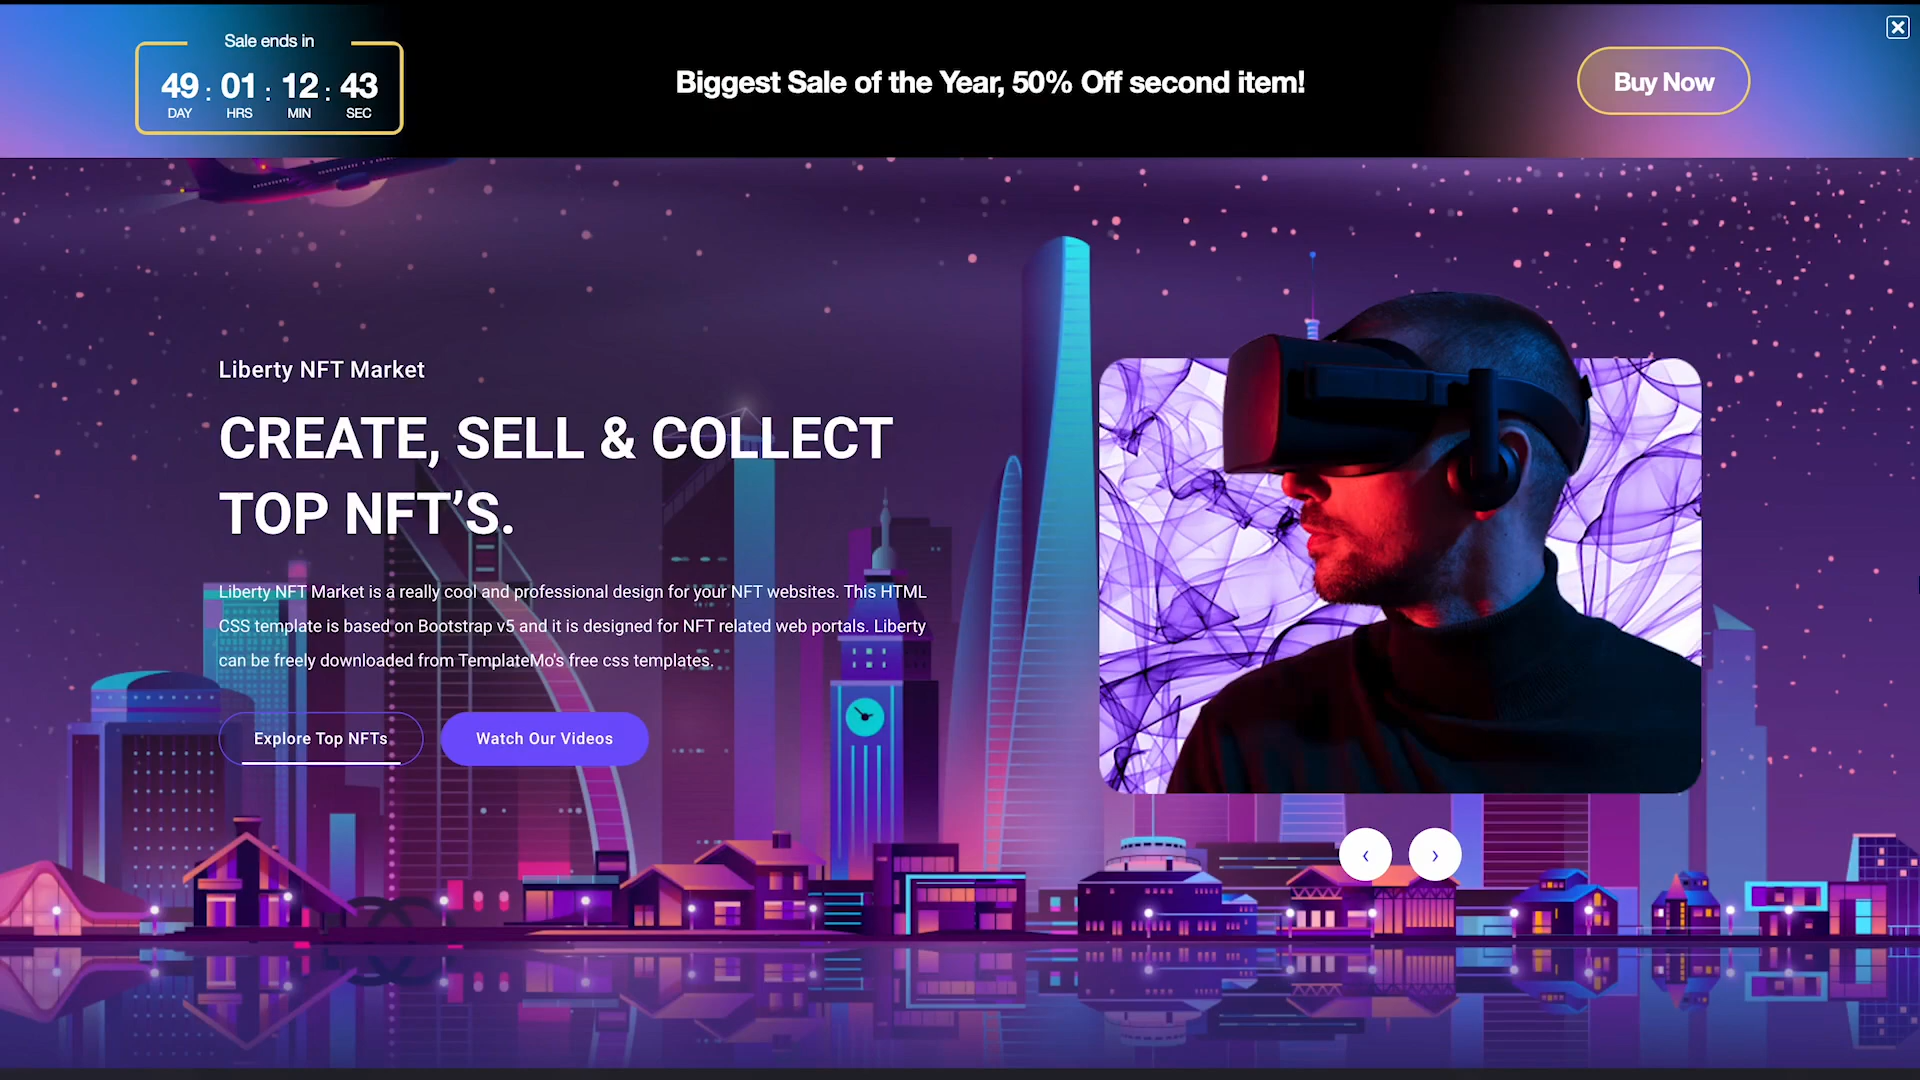 Sale ends in
49 : 01 : 12 : 43
DAY HRS MIN SEC
Biggest Sale of the Year, 50% Off second item!
Buy Now
Liberty NFT Market
CREATE, SELL & COLLECT
TOP NFT’S.
Liberty NFT Market is a really cool and professional design for your NFT websites. This HTML
CSS template is based on Bootstrap v5 and it is designed for NFT related web portals. Liberty
can be freely downloaded from TemplateMo's free css templates.
Explore Top NFTs
Watch Our Videos